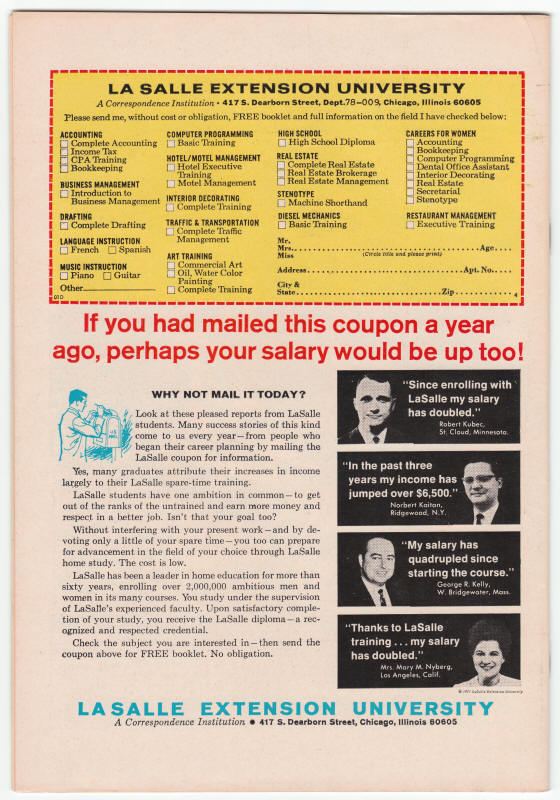 LA SALLE EXTENSION UNIVERSITY
A Correspondence Institution • 417 S. Dearborn Street, Dept. 78-009, Chicago, Illinois 60605
Please send me, without cost or obligation, FREE booklet and full information on the field I have checked below:
ACCOUNTING
Complete Accounting
Income Tax
CPA Training
Bookkeeping
BUSINESS MANAGEMENT
Introduction to
Business Management
DRAFTING
Complete Drafting
LANGUAGE INSTRUCTION
French Spanish
MUSIC INSTRUCTION
Piano Guitar
Other
01D
COMPUTER PROGRAMMING
Basic Training
HOTEL/MOTEL MANAGEMENT
Hotel Executive
Training
Motel Management
INTERIOR DECORATING
Complete Training
TRAFFIC & TRANSPORTATION
Complete Traffic
Management
ART TRAINING
Commercial Art
Oil, Water Color
Painting
Complete Training
HIGH SCHOOL
High School Diploma
REAL ESTATE
Complete Real Estate
Real Estate Brokerage
Real Estate Management
STENOTYPE
Machine Shorthand
DIESEL MECHANICS
Basic Training
CAREERS FOR WOMEN
Accounting
Bookkeeping
Computer Programming
Dental Office Assistant
Interior Decorating
Real Estate
Secretarial
Stenotype
RESTAURANT MANAGEMENT
Executive Training
Mr.
Mrs. Age
Miss (Circle title and please print)
Address Apt. No.
City &
State Zip 4
If you had mailed this coupon a year
ago, perhaps your salary would be up too!
U.S. MAIL
WHY NOT MAIL IT TODAY?
Look at these pleased reports from LaSalle
students. Many success stories of this kind
come to us every year—from people who
began their career planning by mailing the
LaSalle coupon for information.
Yes, many graduates attribute their increases in income
largely to their LaSalle spare-time training.
LaSalle students have one ambition in common—to get
out of the ranks of the untrained and earn more money and
respect in a better job. Isn't that your goal too?
Without interfering with your present work—and by de-
voting only a little of your spare time—you too can prepare
for advancement in the field of your choice through LaSalle
home study. The cost is low.
LaSalle has been a leader in home education for more than
sixty years, enrolling over 2,000,000 ambitious men and
women in its many courses. You study under the supervision
of LaSalle's experienced faculty. Upon satisfactory comple-
tion of your study, you receive the LaSalle diploma—a rec-
ognized and respected credential.
Check the subject you are interested in—then send the
coupon above for FREE booklet. No obligation.
"Since enrolling with
LaSalle my salary
has doubled."
Robert Kubec,
St. Cloud, Minnesota.
"In the past three
years my income has
jumped over $6,500."
Norbert Kaitan,
Ridgewood, N.Y.
"My salary has
quadrupled since
starting the course."
George R. Kelly,
W. Bridgewater, Mass.
"Thanks to LaSalle
training . . . my salary
has doubled."
Mrs. Mary M. Nyberg,
Los Angeles, Calif.
© 1971 LaSalle Extension University
LA SALLE EXTENSION UNIVERSITY
A Correspondence Institution • 417 S. Dearborn Street, Chicago, Illinois 60605